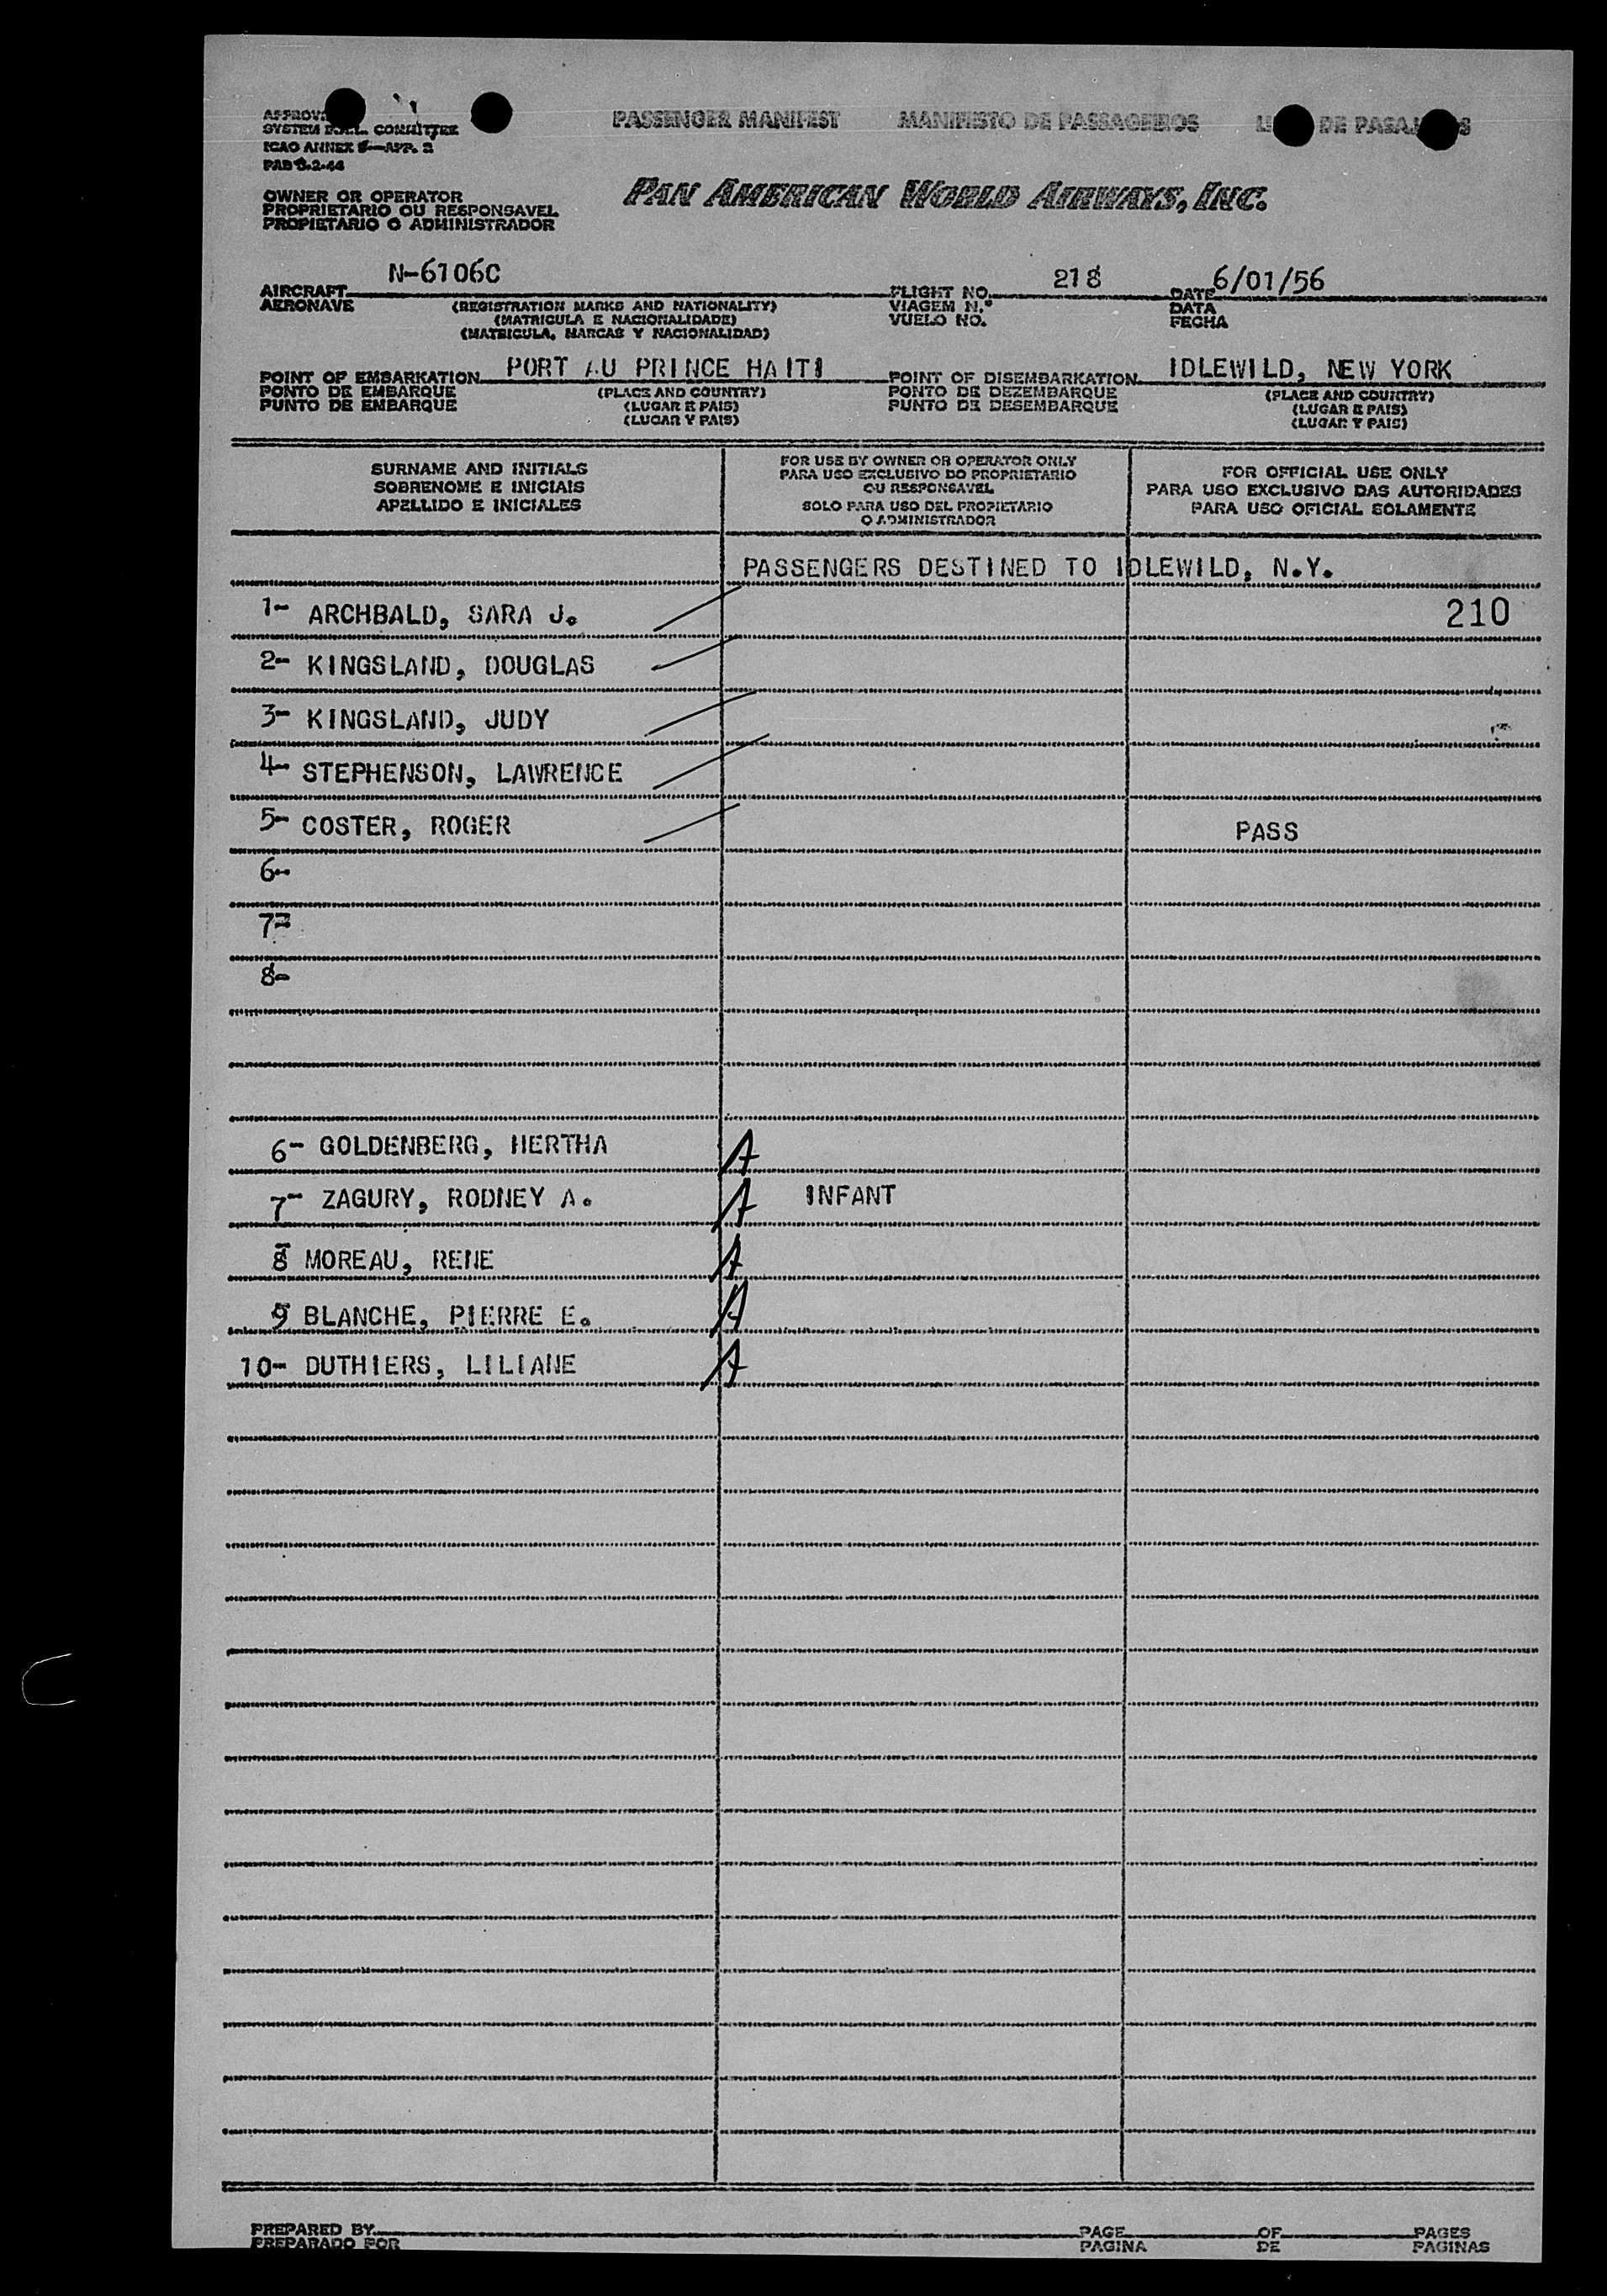 PASSENGER MANIFEST MANIFESTO DE PASSAGEIROS DE
SYSTEM COMMITTEE
ICAO ANNEX APP. 2
PAB
OWNER OR OPERATOR
PROPRIETARIO OU RESPONSAVEL
PROPIETARIO O ADMINISTRADOR
PAN AMERICAN WORLD AIRWAYS, INC.
AIRCRAFT N-6106C FLIGHT NO. 218 DATE 6/01/56
AERONAVE (REGISTRATION MARKS AND NATIONALITY) VIAGEM N.º DATA
(MATRICULA E NACIONALIDADE) VUELO NO. FECHA
(MATRICULA, MARCAS Y NACIONALIDAD)
POINT OF EMBARKATION PORT AU PRINCE HAITI POINT OF DISEMBARKATION IDLEWILD, NEW YORK
PONTO DE EMBARQUE (PLACE AND COUNTRY) PONTO DE DEZEMBARQUE (PLACE AND COUNTRY)
PUNTO DE EMBARQUE (LUGAR E PAIS) PUNTO DE DESEMBARQUE (LUGAR E PAIS)
(LUGAR Y PAIS) (LUGAR Y PAIS)
SURNAME AND INITIALS
SOBRENOME E INICIAIS
APELLIDO E INICIALES
FOR USE BY OWNER OR OPERATOR ONLY
PARA USO EXCLUSIVO DO PROPRIETARIO
OU RESPONSAVEL
SOLO PARA USO DEL PROPIETARIO
O ADMINISTRADOR
FOR OFFICIAL USE ONLY
PARA USO EXCLUSIVO DAS AUTORIDADES
PARA USO OFICIAL SOLAMENTE
PASSENGERS DESTINED TO IDLEWILD, N.Y.
1- ARCHBALD, SARA J. 210
2- KINGSLAND, DOUGLAS
3- KINGSLAND, JUDY
4- STEPHENSON, LAWRENCE
5- COSTER, ROGER PASS
6-
7-
8-
6- GOLDENBERG, HERTHA A
7- ZAGURY, RODNEY A. A INFANT
8 MOREAU, RENE A
9 BLANCHE, PIERRE E. A
10- DUTHIERS, LILIANE A
PREPARED BY PAGE OF PAGES
PREPARADO POR PAGINA DE PAGINAS